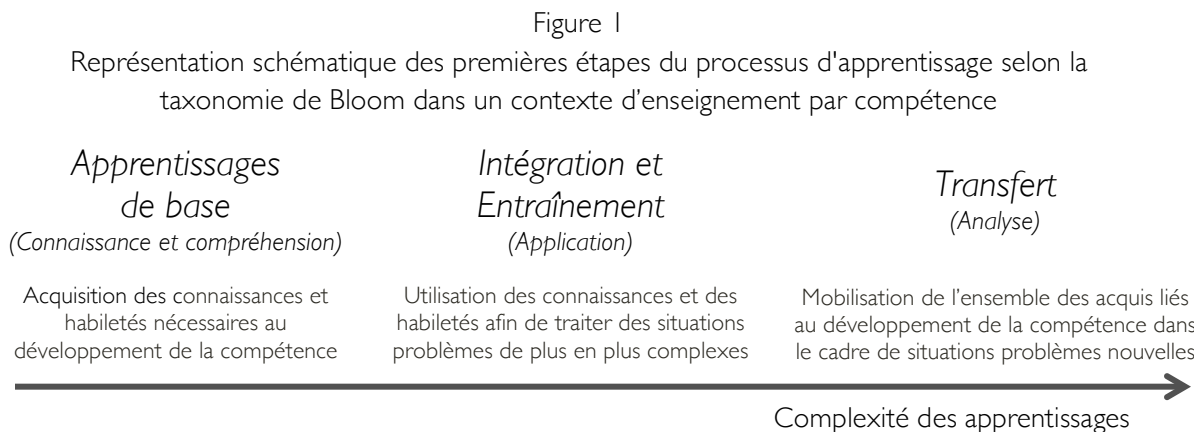 Figure 1
Représentation schématique des premières étapes du processus d'apprentissage selon la
taxonomie de Bloom dans un contexte d'enseignement par compétence
Apprentissages
de base
(Connaissance et compréhension)
Acquisition des connaissances et
habiletés nécessaires au
développement de la compétence
Intégration et
Entraînement
(Application)
Utilisation des connaissances et des
habiletés afin de traiter des situations
problèmes de plus en plus complexes
Transfert
(Analyse)
Mobilisation de l'ensemble des acquis liés
au développement de la compétence dans
le cadre de situations problèmes nouvelles
Complexité des apprentissages